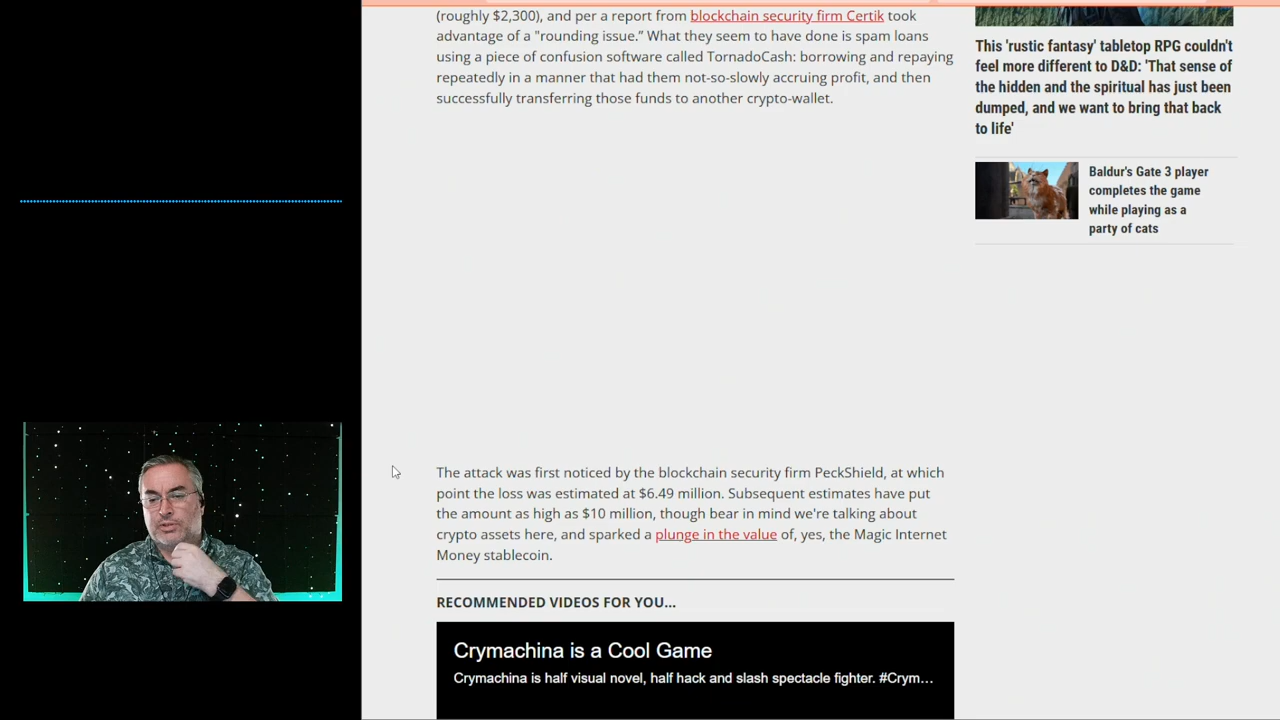 (roughly $2,300), and per a report from blockchain security firm Certik took
advantage of a "rounding issue.” What they seem to have done is spam loans
using a piece of confusion software called TornadoCash: borrowing and repaying
repeatedly in a manner that had them not-so-slowly accruing profit, and then
successfully transferring those funds to another crypto-wallet.
The attack was first noticed by the blockchain security firm PeckShield, at which
point the loss was estimated at $6.49 million. Subsequent estimates have put
the amount as high as $10 million, though bear in mind we're talking about
crypto assets here, and sparked a plunge in the value of, yes, the Magic Internet
Money stablecoin.
RECOMMENDED VIDEOS FOR YOU...
Crymachina is a Cool Game
Crymachina is half visual novel, half hack and slash spectacle fighter. #Crym...
This 'rustic fantasy' tabletop RPG couldn't
feel more different to D&D: 'That sense of
the hidden and the spiritual has just been
dumped, and we want to bring that back
to life'
Baldur's Gate 3 player
completes the game
while playing as a
party of cats